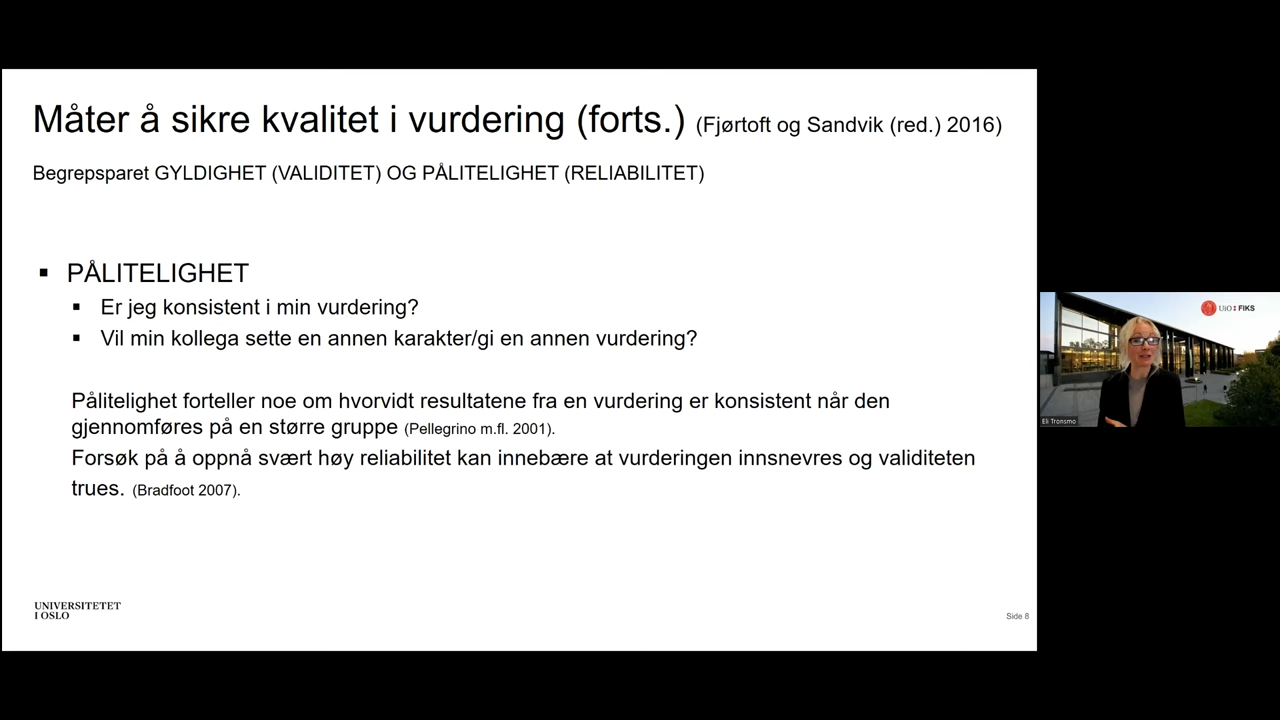 Måter å sikre kvalitet i vurdering (forts.) (Fjørtoft og Sandvik (red.) 2016)
Begrepsparet GYLDIGHET (VALIDITET) OG PÅLITELIGHET (RELIABILITET)
▪ PÅLITELIGHET
▪ Er jeg konsistent i min vurdering?
▪ Vil min kollega sette en annen karakter/gi en annen vurdering?
Pålitelighet forteller noe om hvorvidt resultatene fra en vurdering er konsistent når den
gjennomføres på en større gruppe (Pellegrino m.fl. 2001).
Forsøk på å oppnå svært høy reliabilitet kan innebære at vurderingen innsnevres og validiteten
trues. (Bradfoot 2007).
UNIVERSITETET
I OSLO
Side 8
UiO : FIKS
Eli Tronsmo